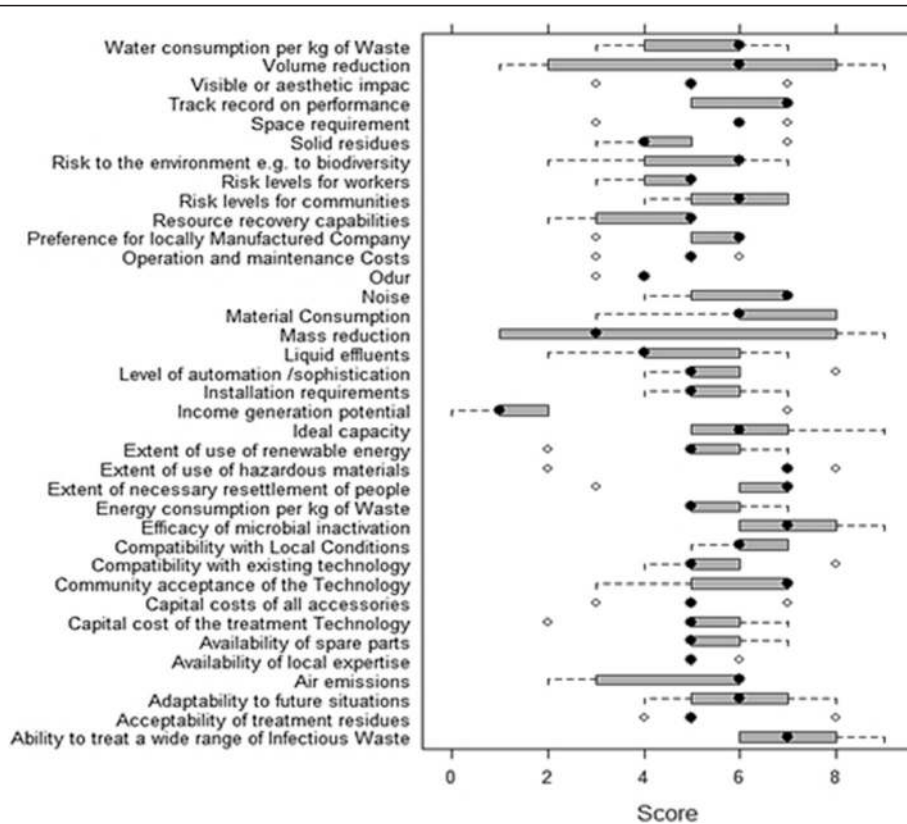 Water consumption per kg of Waste
Volume reduction
Visible or aesthetic impac
Track record on performance
Space requirement
Solid residues
Risk to the environment e.g. to biodiversity
Risk levels for workers
Risk levels for communities
Resource recovery capabilities
Preference for locally Manufactured Company
Operation and maintenance Costs
Odur
Noise
Material Consumption
Mass reduction
Liquid effluents
Level of automation /sophistication
Installation requirements
Income generation potential
Ideal capacity
Extent of use of renewable energy
Extent of use of hazardous materials
Extent of necessary resettlement of people
Energy consumption per kg of Waste
Efficacy of microbial inactivation
Compatibility with Local Conditions
Compatibility with existing technology
Community acceptance of the Technology
Capital costs of all accessories
Capital cost of the treatment Technology
Availability of spare parts
Availability of local expertise
Air emissions
Adaptability to future situations
Acceptability of treatment residues
Ability to treat a wide range of Infectious Waste
0 2 4 6 8
Score